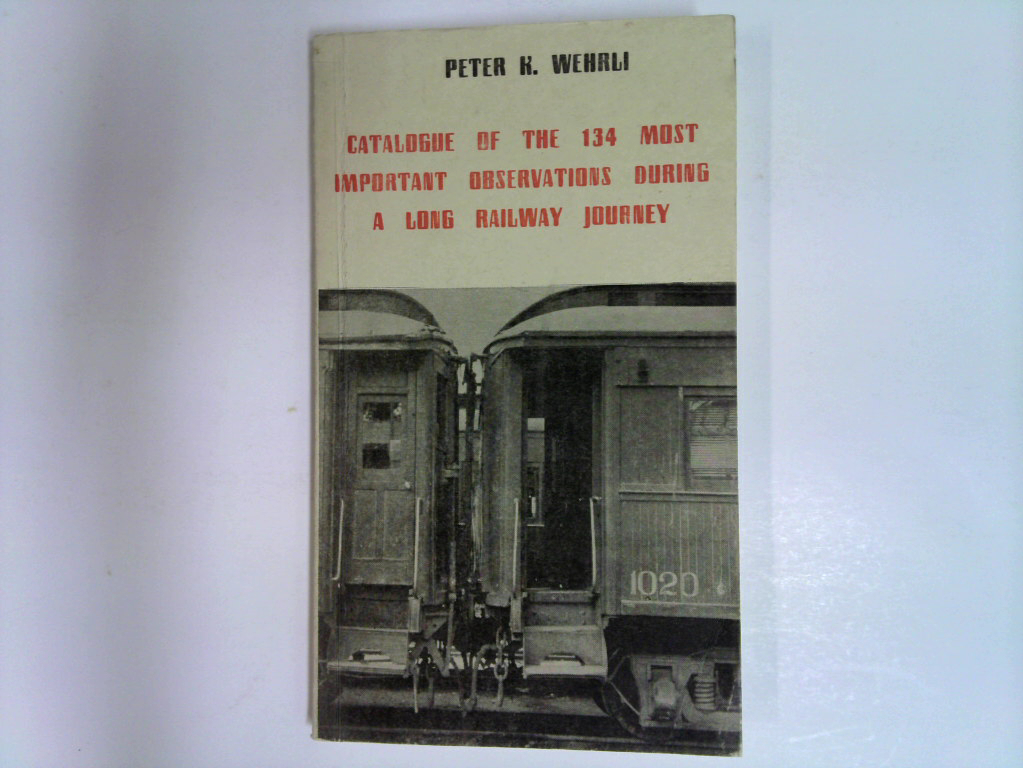 PETER K. WEHRLI
CATALOGUE OF THE 134 MOST
IMPORTANT OBSERVATIONS DURING
A LONG RAILWAY JOURNEY
1020